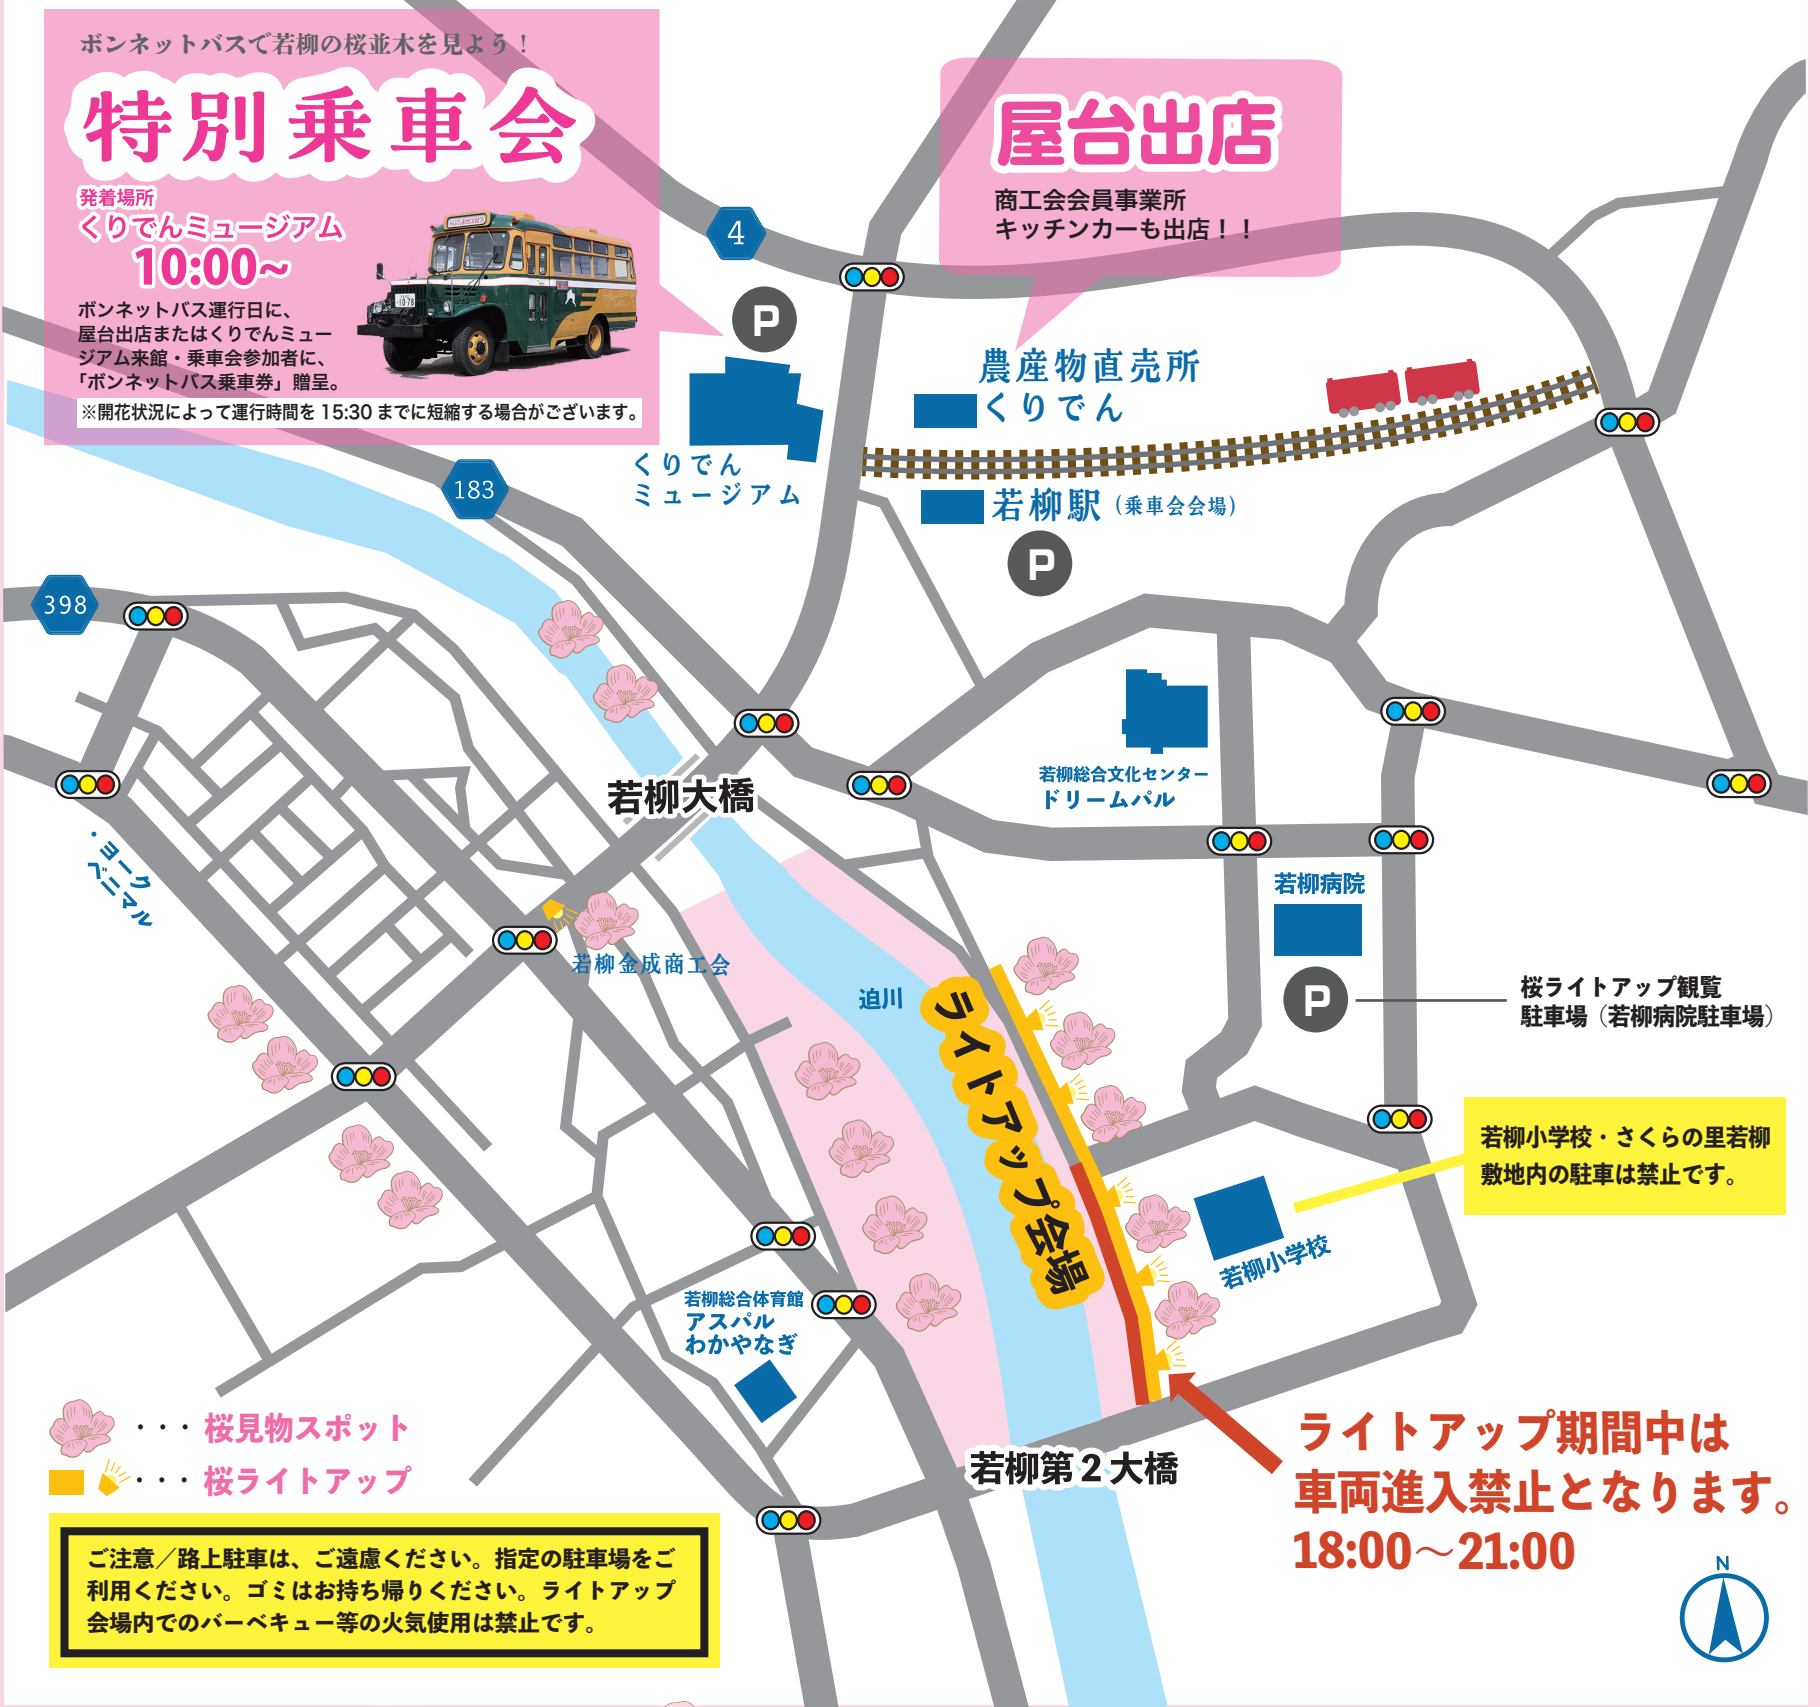 ボンネットバスで若柳の桜並木を見よう！
特別乗車会
発着場所
くりでんミュージアム
10:00~
ボンネットバス運行日に、
屋台出店またはくりでんミュー
ジアム来館・乗車会参加者に、
「ボンネットバス乗車券」贈呈。
※開花状況によって運行時間を 15:30 までに短縮する場合がございます。
屋台出店
商工会会員事業所
キッチンカーも出店！！
4
P
農産物直売所
くりでん
くりでん
ミュージアム
183
若柳駅（乗車会会場）
P
398
若柳大橋
若柳総合文化センター
ドリームパル
・ヨーク
ベニマル
若柳病院
P
若柳金成商工会
迫川
桜ライトアップ観覧
駐車場（若柳病院駐車場）
ライトアップ会場
若柳小学校・さくらの里若柳
敷地内の駐車は禁止です。
若柳小学校
若柳総合体育館
アスパル
わかやなぎ
・・・桜見物スポット
・・・桜ライトアップ
若柳第２大橋
ライトアップ期間中は
車両進入禁止となります。
18:00～21:00
ご注意／路上駐車は、ご遠慮ください。指定の駐車場をご
利用ください。ゴミはお持ち帰りください。ライトアップ
会場内でのバーベキュー等の火気使用は禁止です。
N